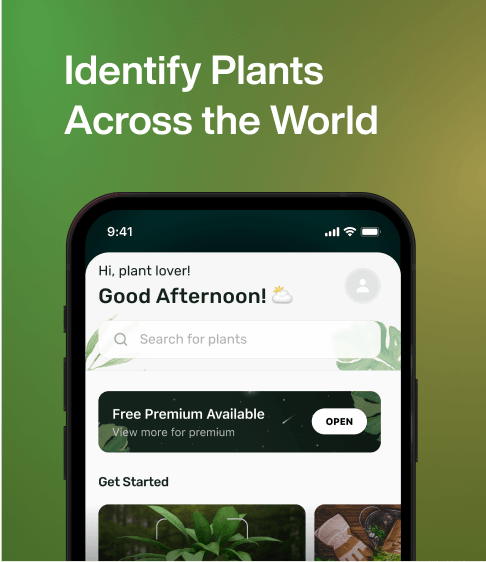 Identify Plants
Across the World
9:41
Hi, plant lover!
Good Afternoon!
Search for plants
Free Premium Available
View more for premium
OPEN
Get Started